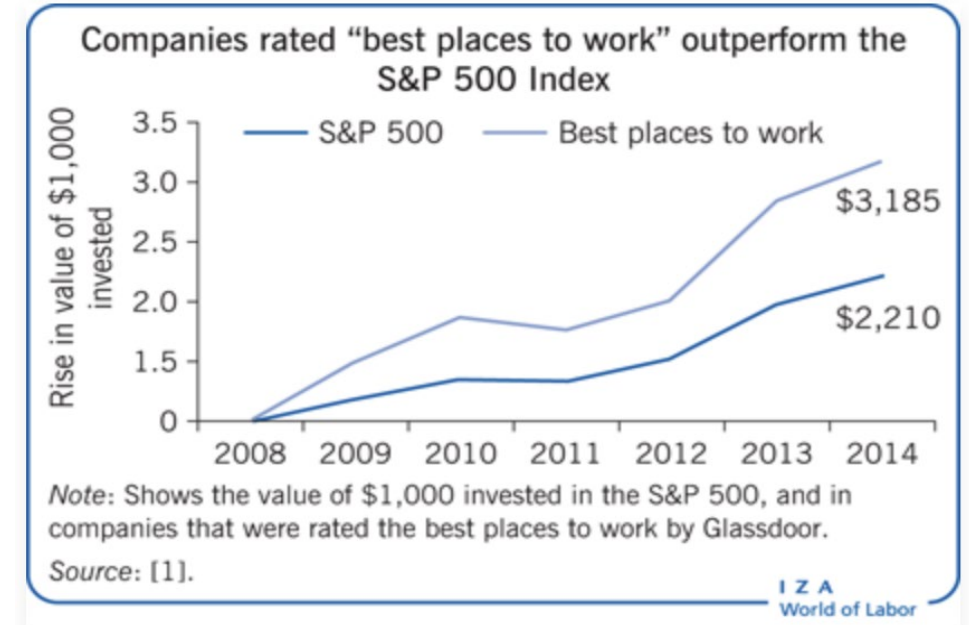 Companies rated “best places to work” outperform the
S&P 500 Index
Rise in value of $1,000
invested
3.5
3.0
2.5
2.0
1.5
0
S&P 500
Best places to work
$3,185
$2,210
2008 2009 2010 2011 2012 2013 2014
Note: Shows the value of $1,000 invested in the S&P 500, and in
companies that were rated the best places to work by Glassdoor.
Source: [1].
I Z A
World of Labor